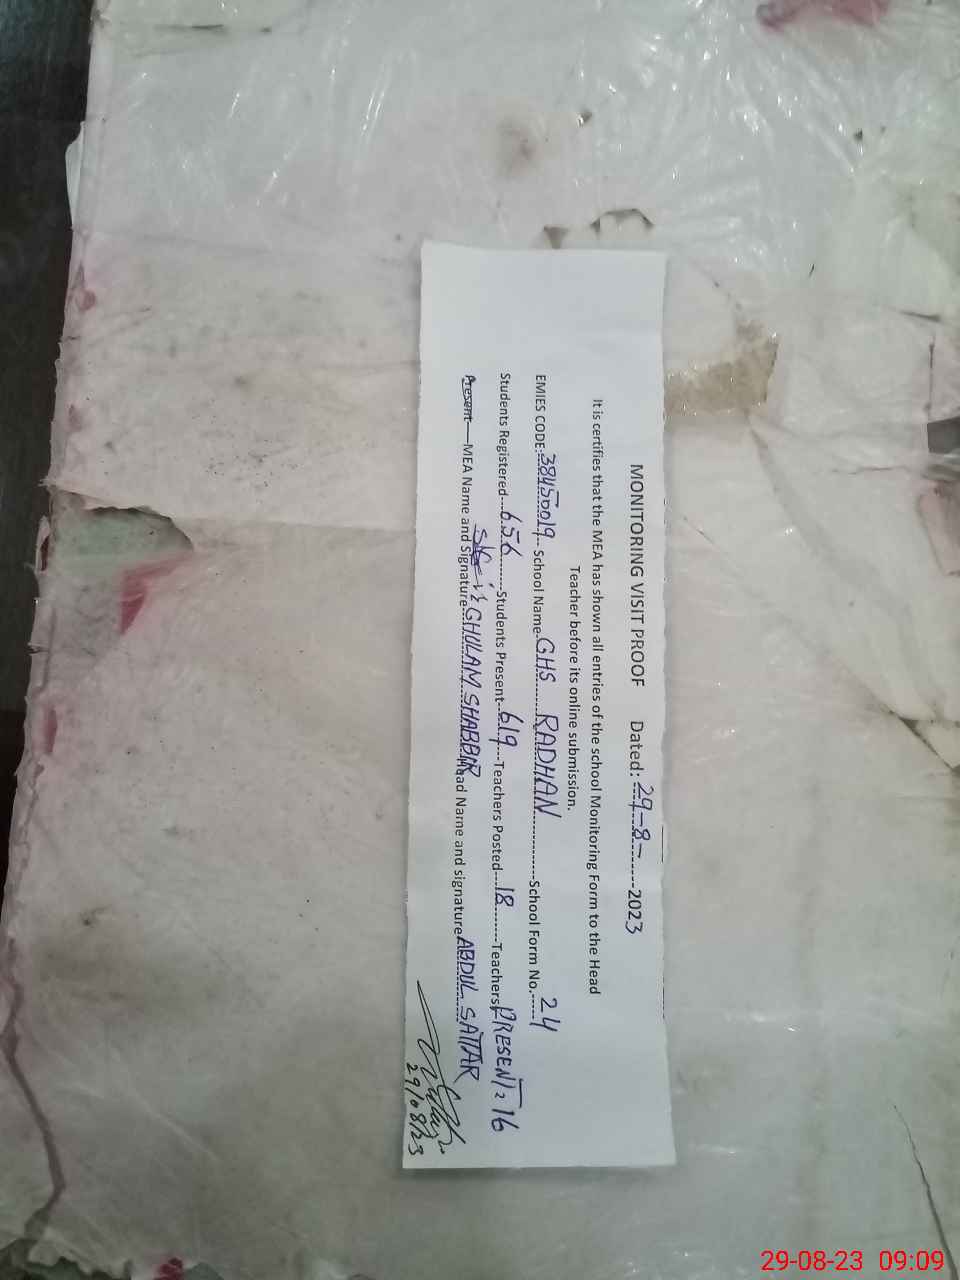 MONITORING VISIT PROOF Dated: 29-8-------2023
It is certifies that the MEA has shown all entries of the school Monitoring Form to the Head
Teacher before its online submission.
EMIES CODE: 38450019 School Name GHS RADHAN ----------School Form No.----- 24
Students Registered---- 656 -------Students Present 619 ----Teachers Posted--- 18 -------Teachers PRESENT: 16
Present MEA Name and Signature GHULAM SHABBIR Head Name and signature ABDUL SATTAR
29/08/23
29-08-23 09:09